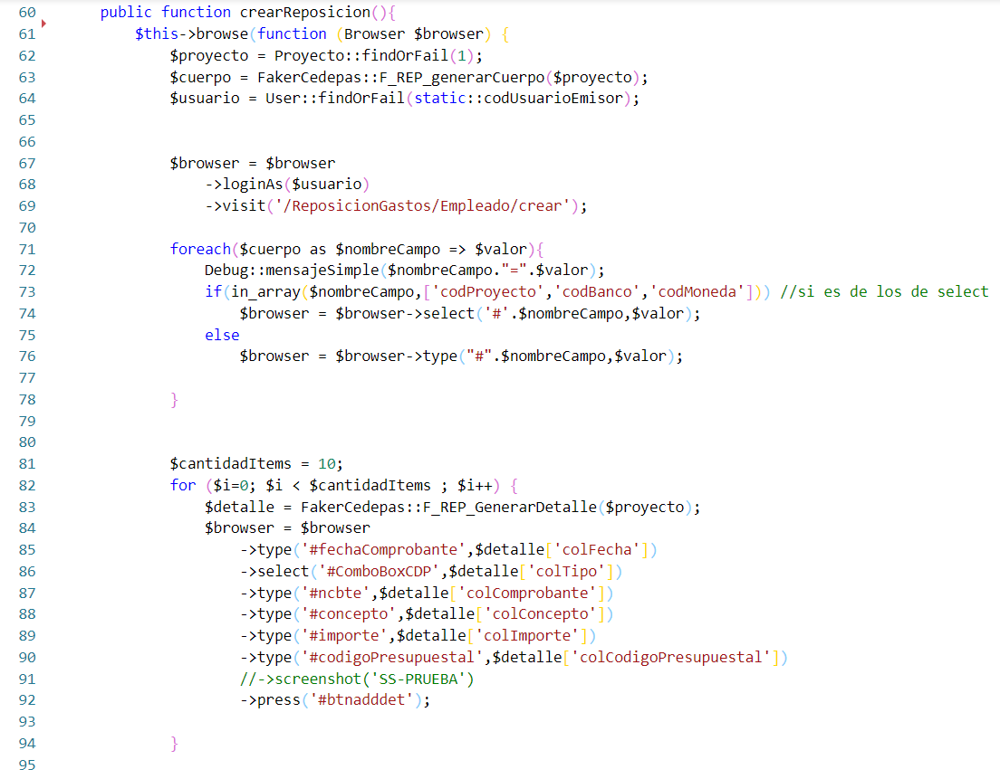 60 public function crearReposicion(){
61 $this->browse(function (Browser $browser) {
62 $proyecto = Proyecto::findOrFail(1);
63 $cuerpo = FakerCedepas::F_REP_generarCuerpo($proyecto);
64 $usuario = User::findOrFail(static::codUsuarioEmisor);
65
66
67 $browser = $browser
68 ->loginAs($usuario)
69 ->visit('/ReposicionGastos/Empleado/crear');
70
71 foreach($cuerpo as $nombreCampo => $valor){
72 Debug::mensajeSimple($nombreCampo."=".$valor);
73 if(in_array($nombreCampo,['codProyecto','codBanco','codMoneda'])) //si es de los de select
74 $browser = $browser->select('#'.$nombreCampo,$valor);
75 else
76 $browser = $browser->type("#".$nombreCampo,$valor);
77
78 }
79
80
81 $cantidadItems = 10;
82 for ($i=0; $i < $cantidadItems ; $i++) {
83 $detalle = FakerCedepas::F_REP_GenerarDetalle($proyecto);
84 $browser = $browser
85 ->type('#fechaComprobante',$detalle['colFecha'])
86 ->select('#ComboBoxCDP',$detalle['colTipo'])
87 ->type('#ncbte',$detalle['colComprobante'])
88 ->type('#concepto',$detalle['colConcepto'])
89 ->type('#importe',$detalle['colImporte'])
90 ->type('#codigoPresupuestal',$detalle['colCodigoPresupuestal'])
91 //->screenshot('SS-PRUEBA')
92 ->press('#btnadddet');
93
94 }
95